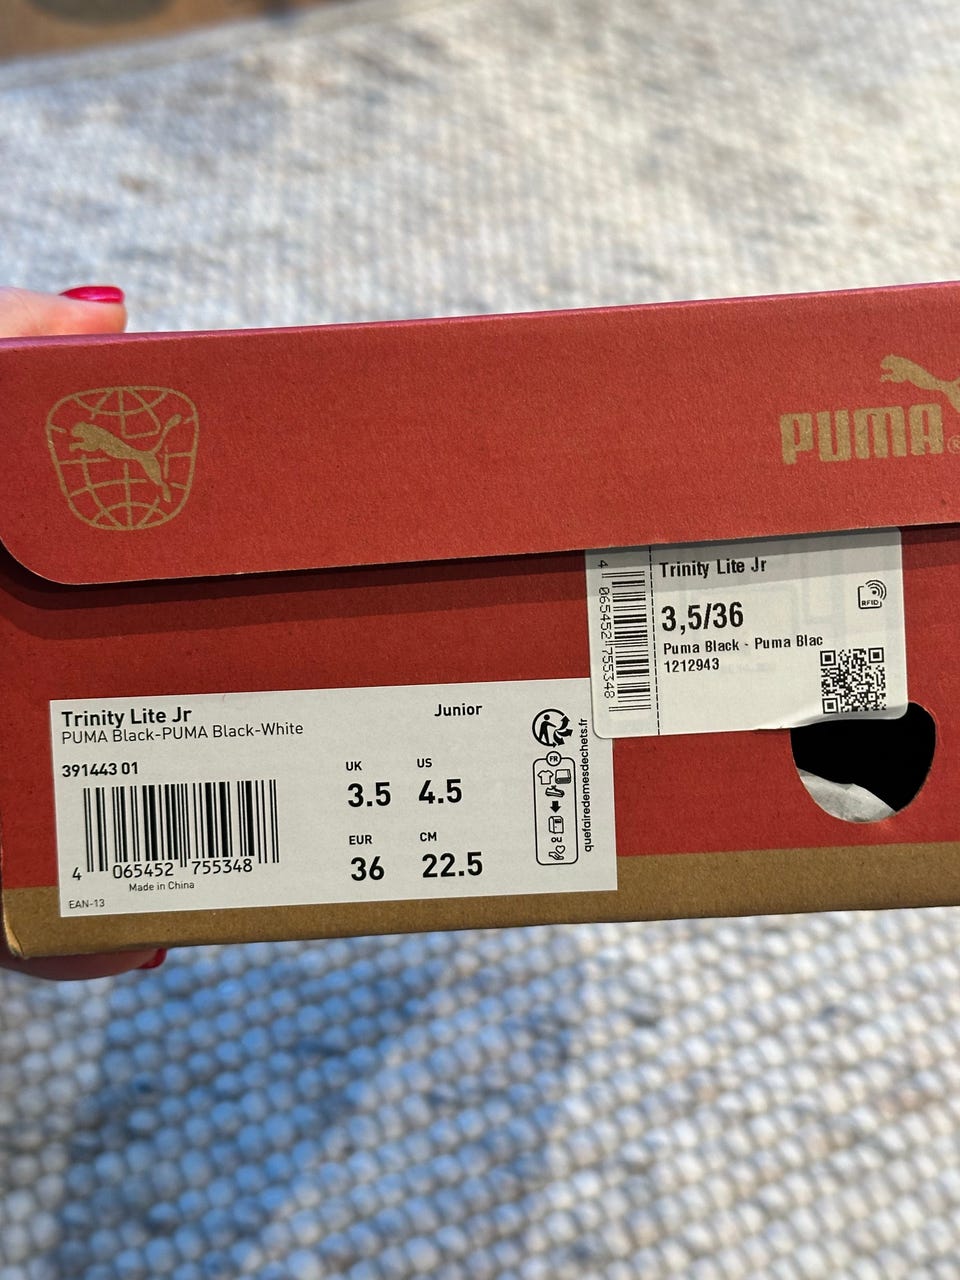 PUMA®
Trinity Lite Jr
3,5/36
Puma Black - Puma Blac
1212943
RFID
4 065452 755348
Trinity Lite Jr
PUMA Black-PUMA Black-White
Junior
391443 01
UK US
3.5 4.5
EUR CM
36 22.5
4 065452 755348
Made in China
EAN-13
FR
OU
quefairedemesdechets.fr